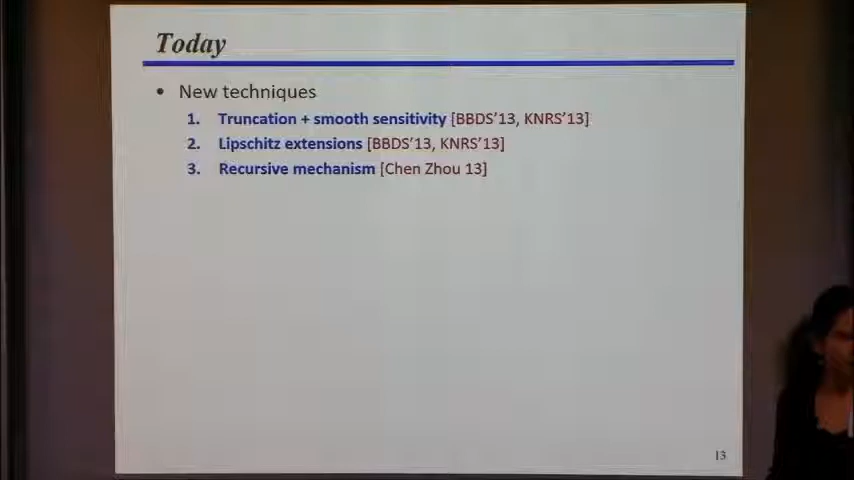 Today
• New techniques
1. Truncation + smooth sensitivity [BBDS'13, KNRS'13]
2. Lipschitz extensions [BBDS'13, KNRS'13]
3. Recursive mechanism [Chen Zhou 13]
13